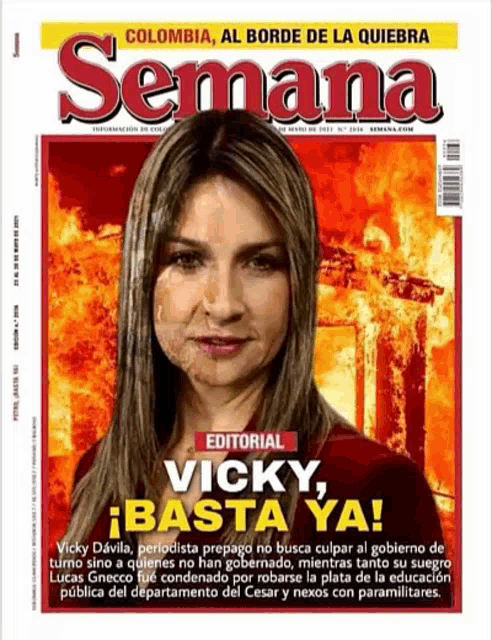 COLOMBIA, AL BORDE DE LA QUIEBRA
Semana
SEMANA.COM
EDITORIAL
VICKY,
¡BASTA YA!
Vicky Dávila, periodista prepago no busca culpar al gobierno de
turno sino a quienes no han gobernado, mientras tanto su suegro
Lucas Gnecco fué condenado por robarse la plata de la educación
pública del departamento del Cesar y nexos con paramilitares.